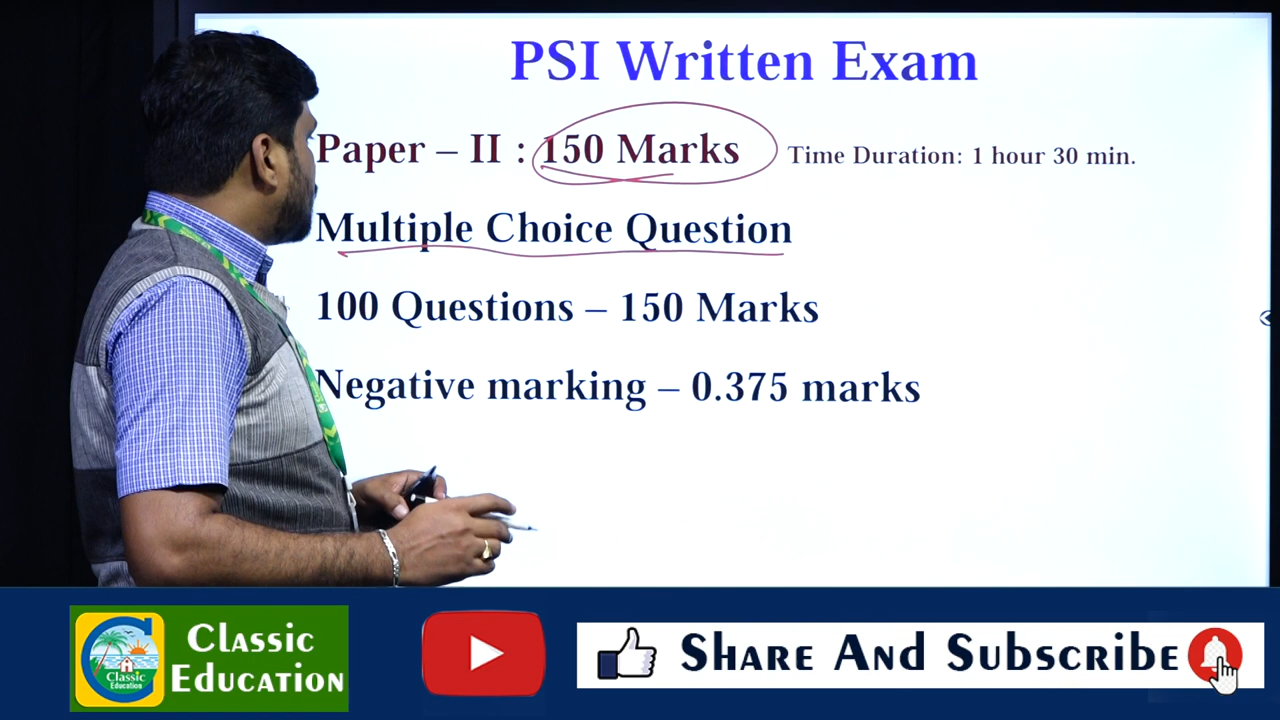 PSI Written Exam
Paper – II : 150 Marks Time Duration: 1 hour 30 min.
Multiple Choice Question
100 Questions – 150 Marks
Negative marking – 0.375 marks
Classic
Education
Classic
Education
Share And Subscribe